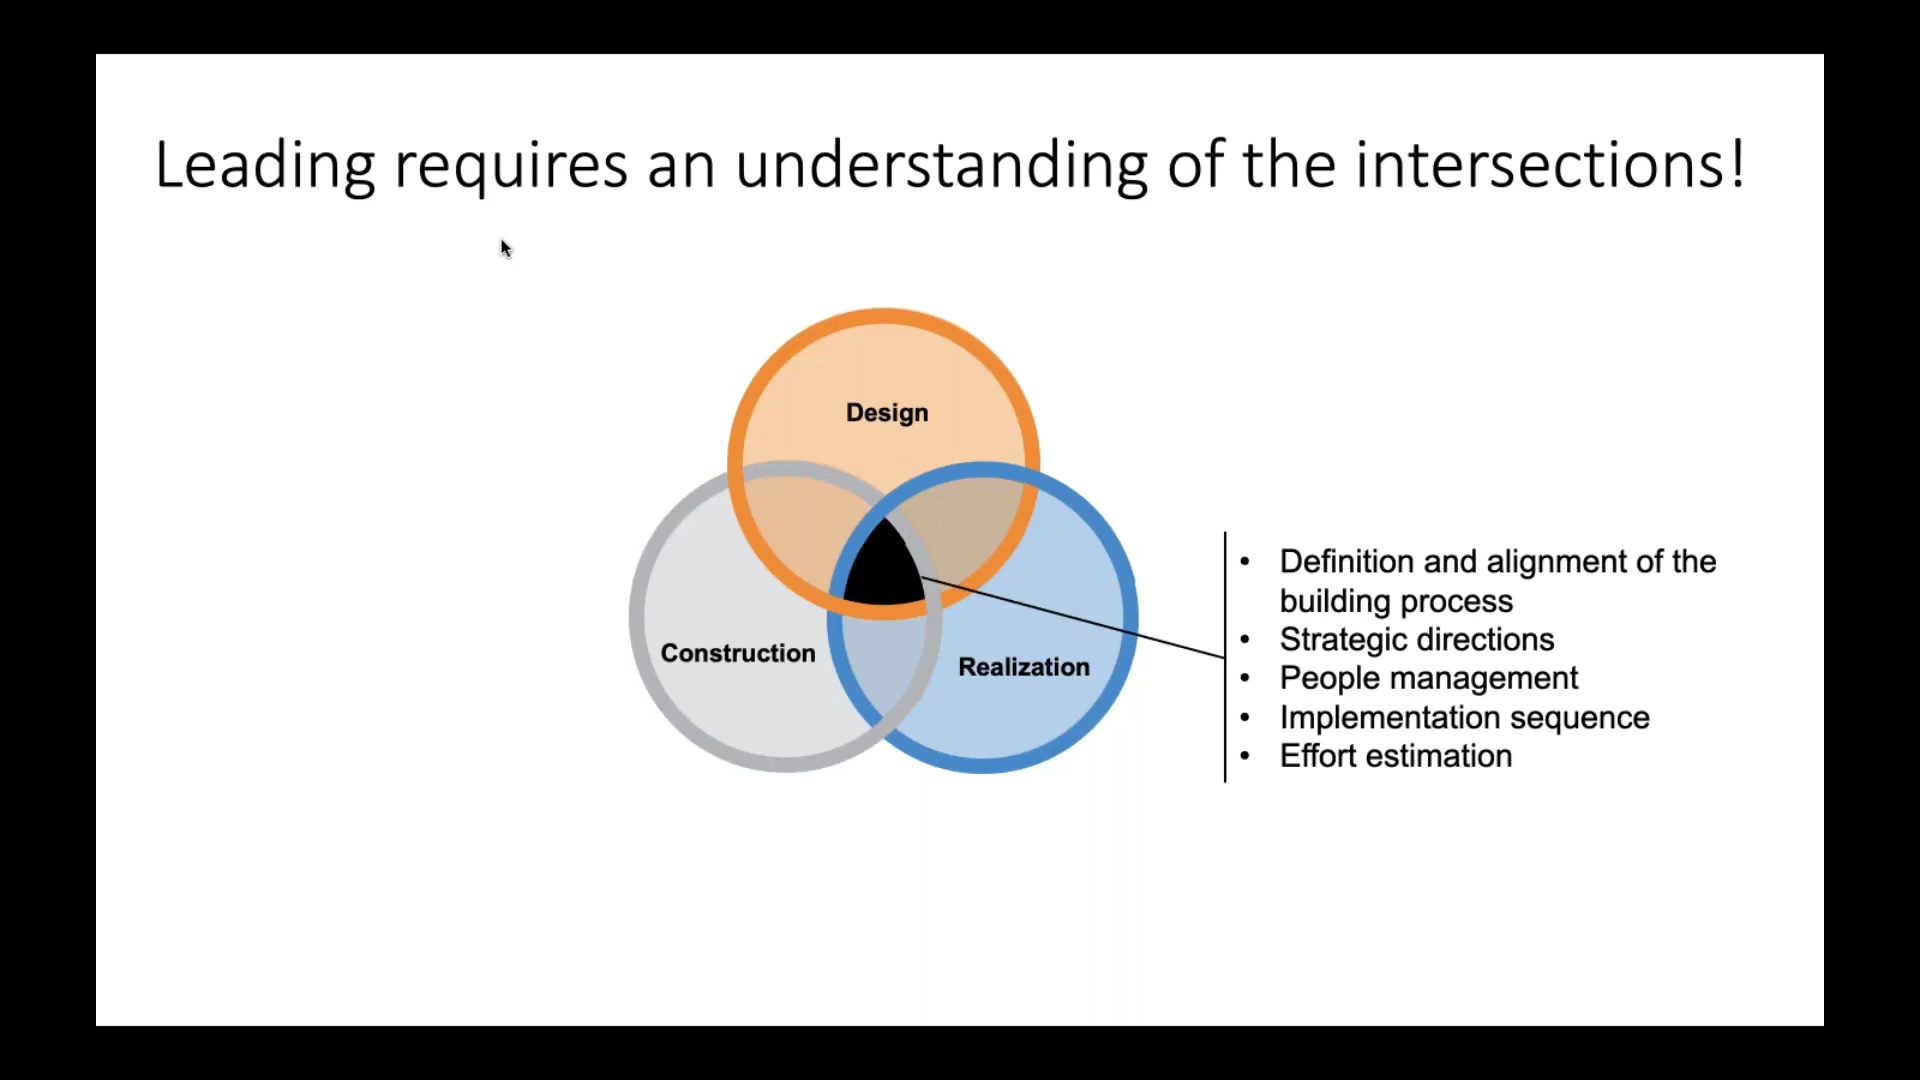 Leading requires an understanding of the intersections!
Design
Construction
Realization
• Definition and alignment of the
building process
• Strategic directions
• People management
• Implementation sequence
• Effort estimation